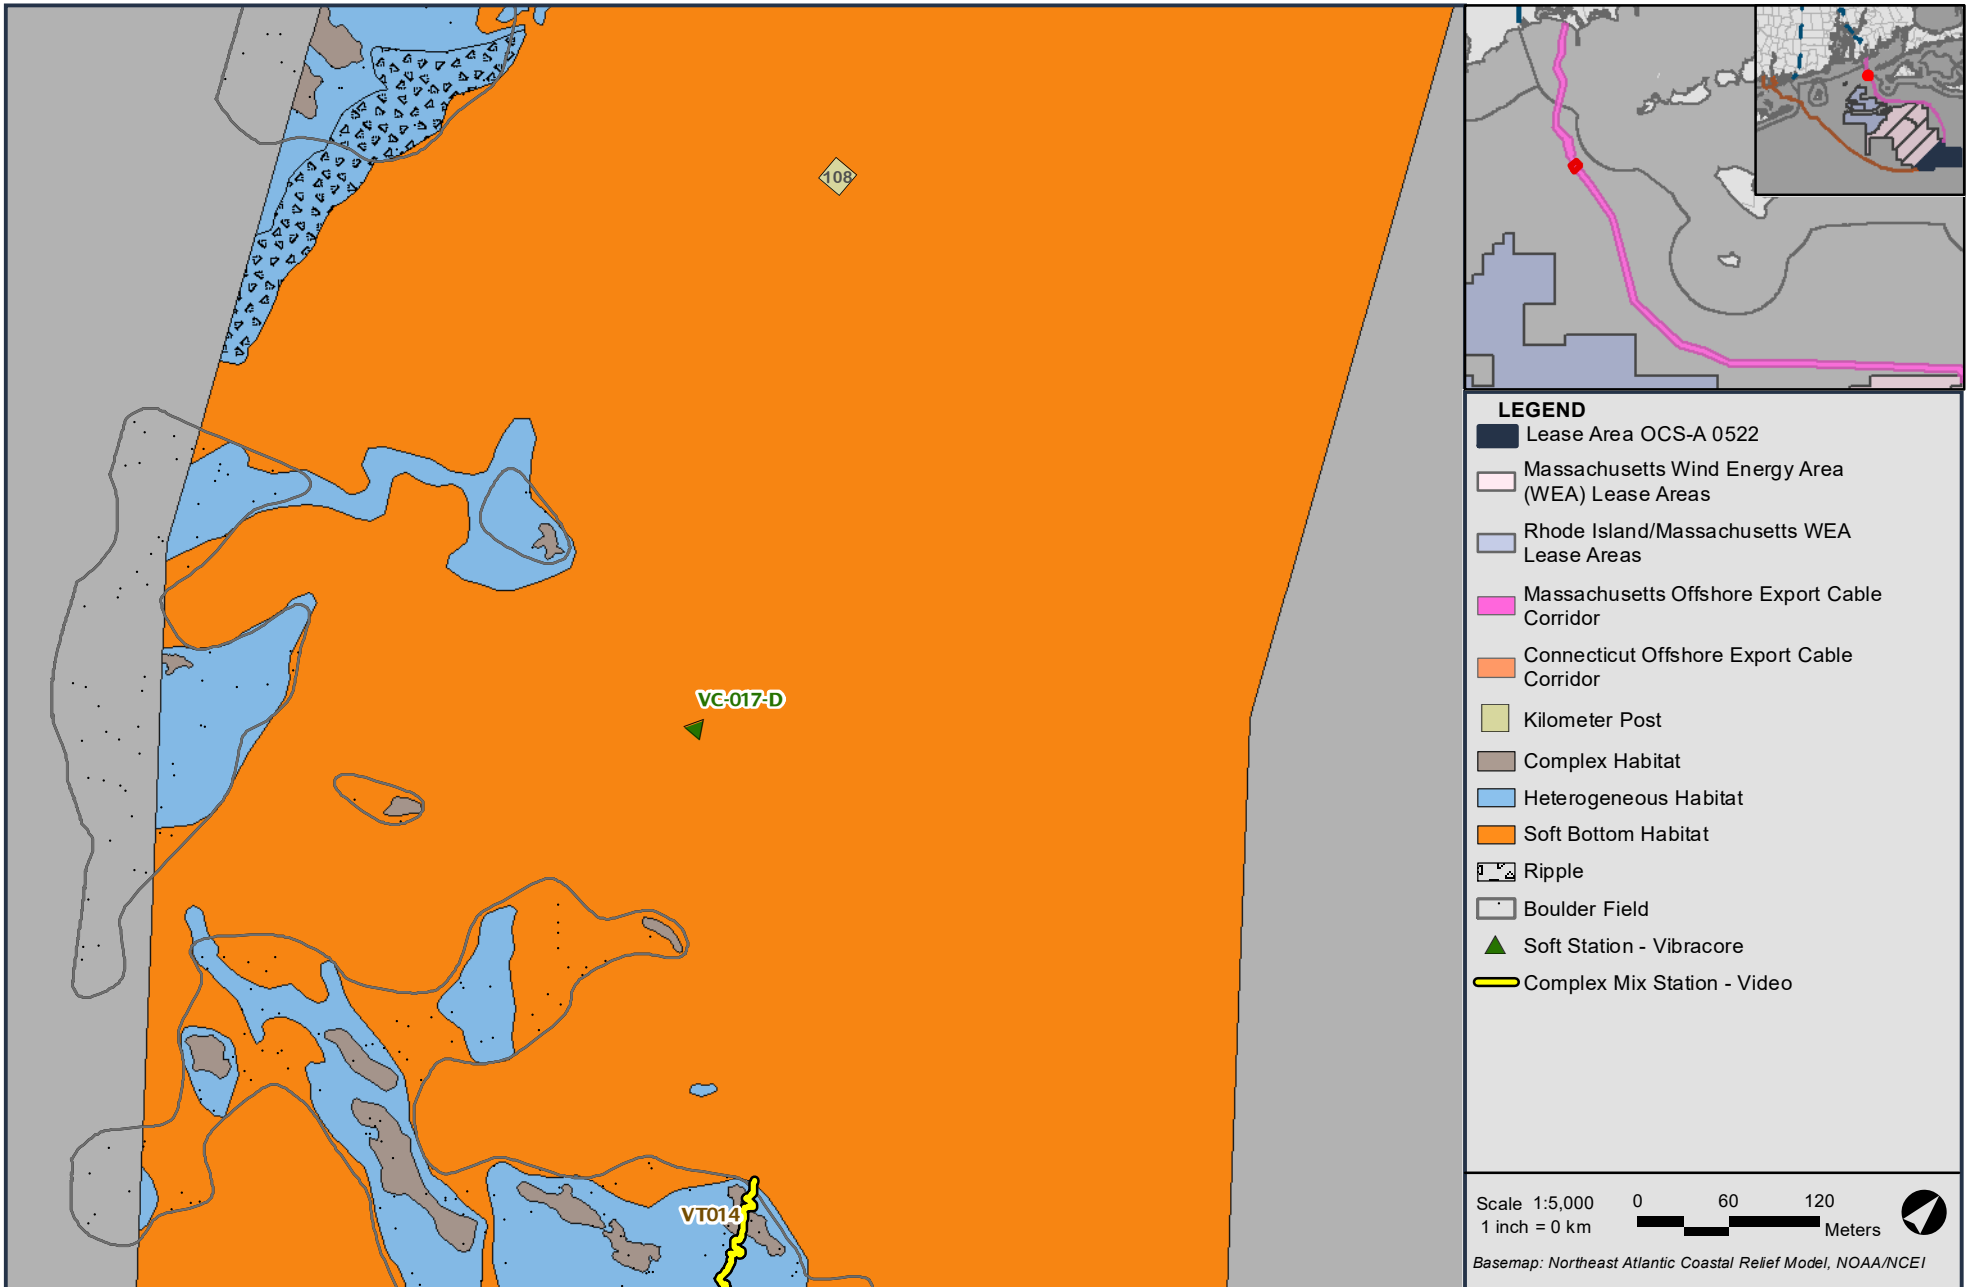 108
VC-017-D
VT014
LEGEND
Lease Area OCS-A 0522
Massachusetts Wind Energy Area
(WEA) Lease Areas
Rhode Island/Massachusetts WEA
Lease Areas
Massachusetts Offshore Export Cable
Corridor
Connecticut Offshore Export Cable
Corridor
Kilometer Post
Complex Habitat
Heterogeneous Habitat
Soft Bottom Habitat
Ripple
Boulder Field
Soft Station - Vibracore
Complex Mix Station - Video
Scale 1:5,000
1 inch = 0 km
0 60 120
Meters
Basemap: Northeast Atlantic Coastal Relief Model, NOAA/NCEI